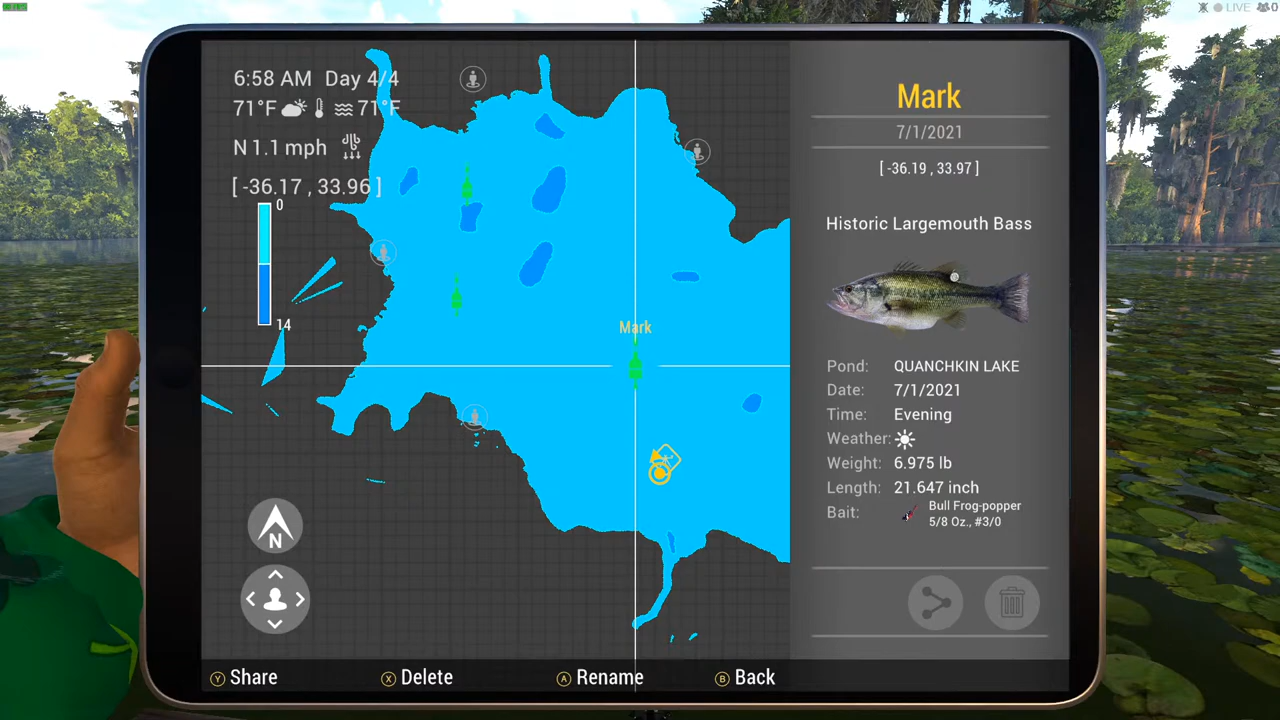 LIVE 0
6:58 AM Day 4/4
71°F 71°F
N 1.1 mph
[ -36.17 , 33.96 ]
0
14
Mark
N
Mark
7/1/2021
[ -36.19 , 33.97 ]
Historic Largemouth Bass
Pond: QUANCHKIN LAKE
Date: 7/1/2021
Time: Evening
Weather:
Weight: 6.975 lb
Length: 21.647 inch
Bait: Bull Frog-popper
5/8 Oz., #3/0
Y Share X Delete A Rename B Back